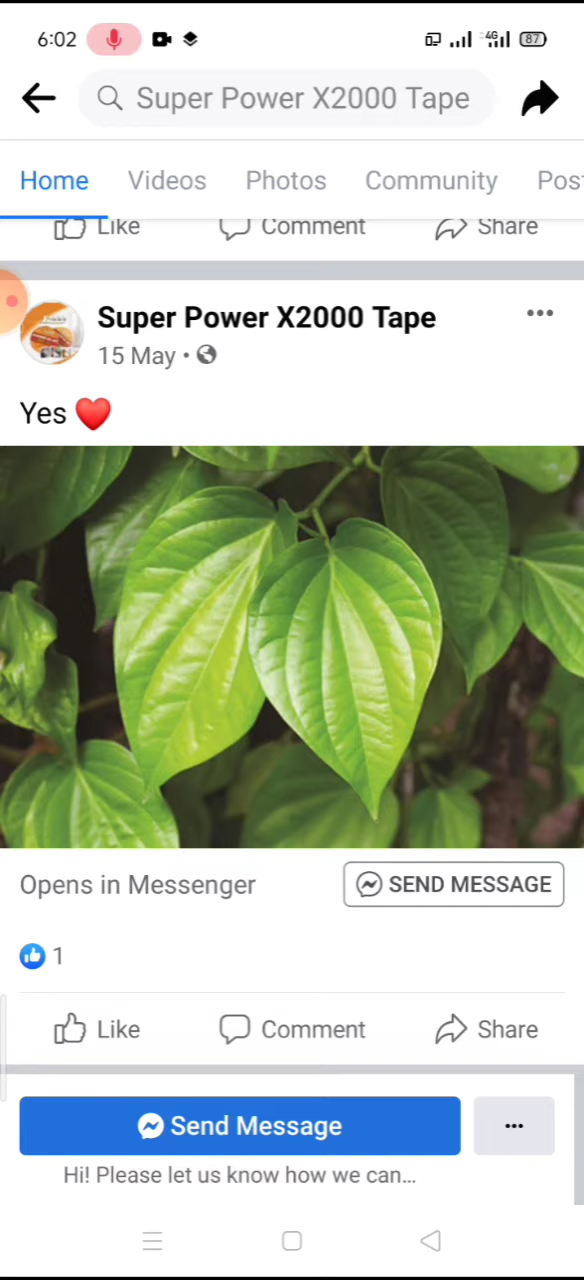 6:02
4G
87
Super Power X2000 Tape
Home Videos Photos Community Pos
Like Comment Share
Super Power X2000 Tape
15 May •
Yes ❤️
Opens in Messenger SEND MESSAGE
1
Like Comment Share
Send Message
Hi! Please let us know how we can...